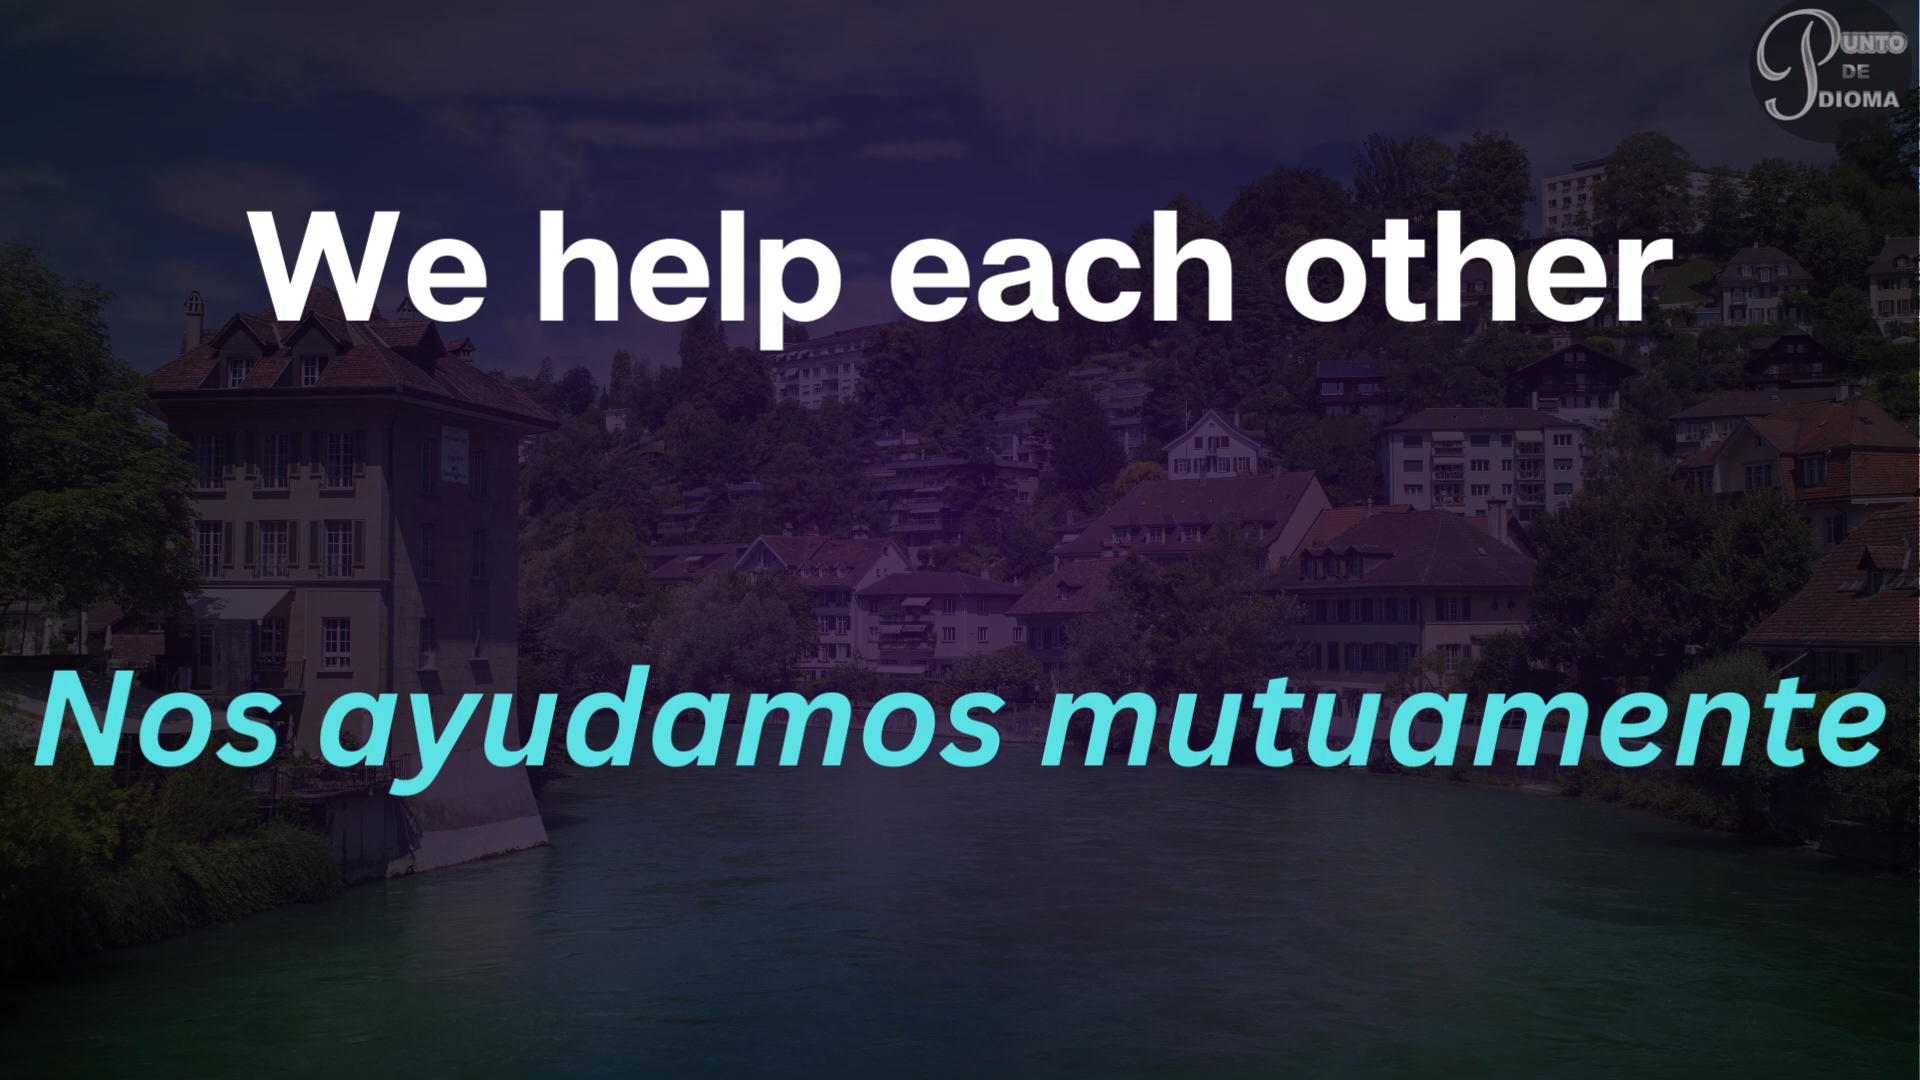 PUNTO
DE
IDIOMA
We help each other
Nos ayudamos mutuamente